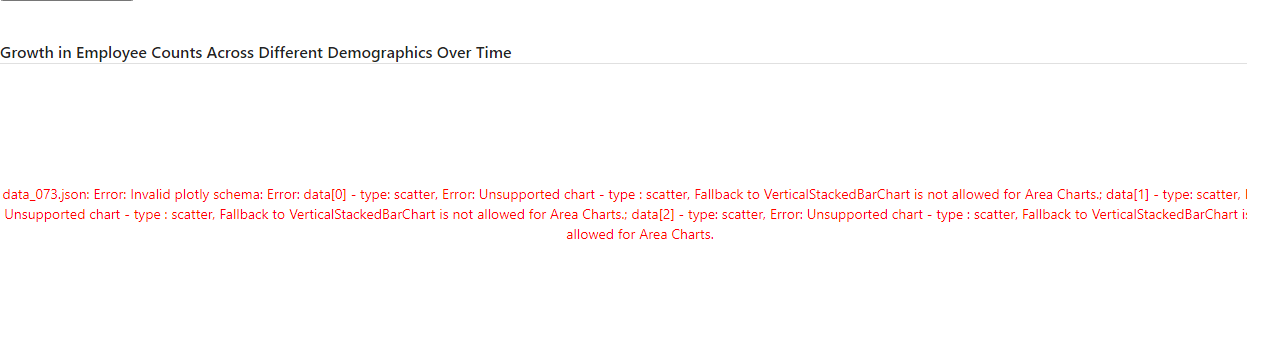 Growth in Employee Counts Across Different Demographics Over Time
data_073.json: Error: Invalid plotly schema: Error: data[0] - type: scatter, Error: Unsupported chart - type : scatter, Fallback to VerticalStackedBarChart is not allowed for Area Charts.; data[1] - type: scatter,
Unsupported chart - type : scatter, Fallback to VerticalStackedBarChart is not allowed for Area Charts.; data[2] - type: scatter, Error: Unsupported chart - type : scatter, Fallback to VerticalStackedBarChart
allowed for Area Charts.